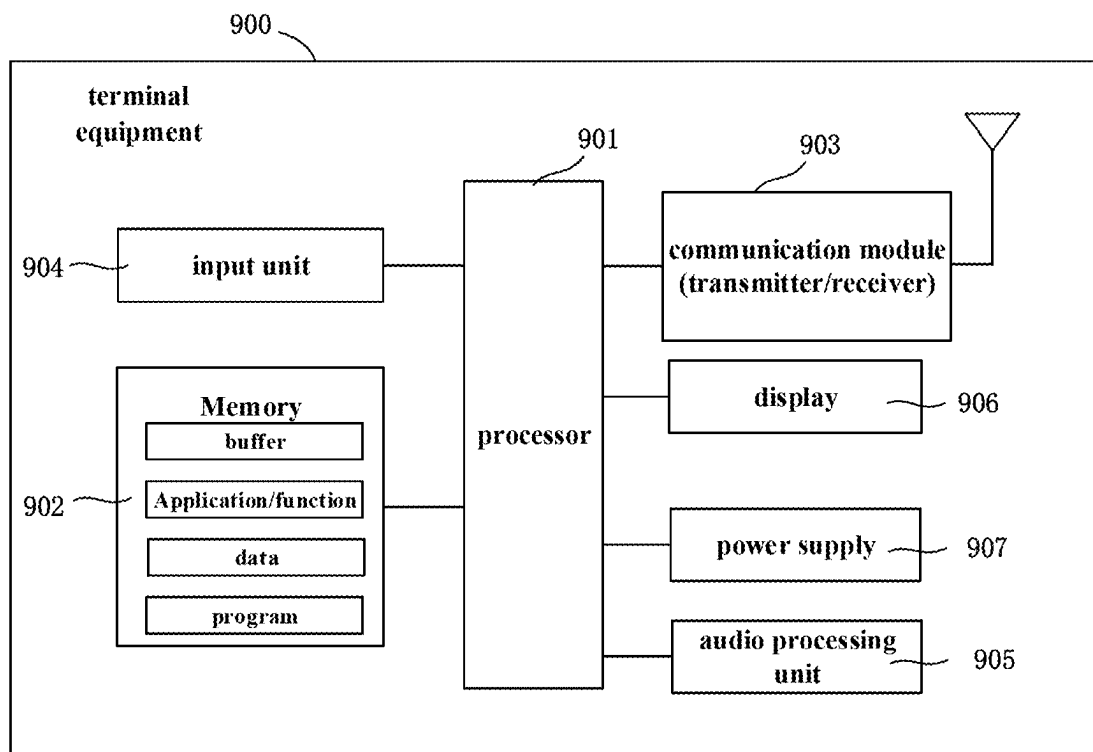 900
terminal
equipment
901
903
904
input unit
communication module
(transmitter/receiver)
Memory
buffer
902
Application/function
data
program
processor
display
906
power supply
907
audio processing
unit
905